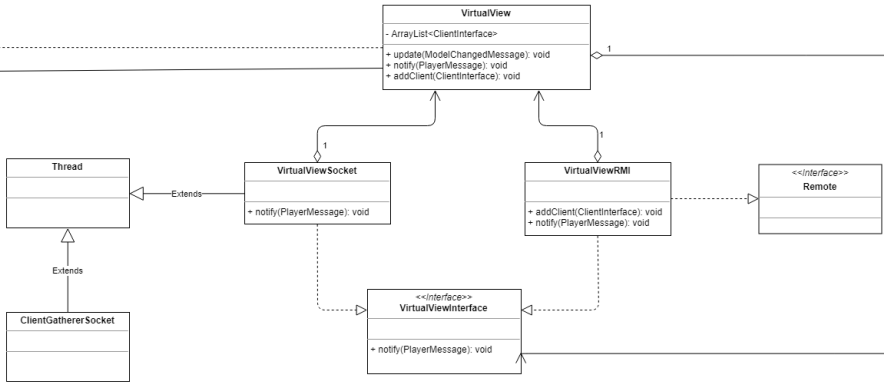 VirtualView
- ArrayList<ClientInterface>
+ update(ModelChangedMessage): void
+ notify(PlayerMessage): void
+ addClient(ClientInterface): void
1
1
1
Thread
Extends
VirtualViewSocket
+ notify(PlayerMessage): void
VirtualViewRMI
+ addClient(ClientInterface): void
+ notify(PlayerMessage): void
<<Interface>>
Remote
Extends
ClientGathererSocket
<<Interface>>
VirtualViewInterface
+ notify(PlayerMessage): void